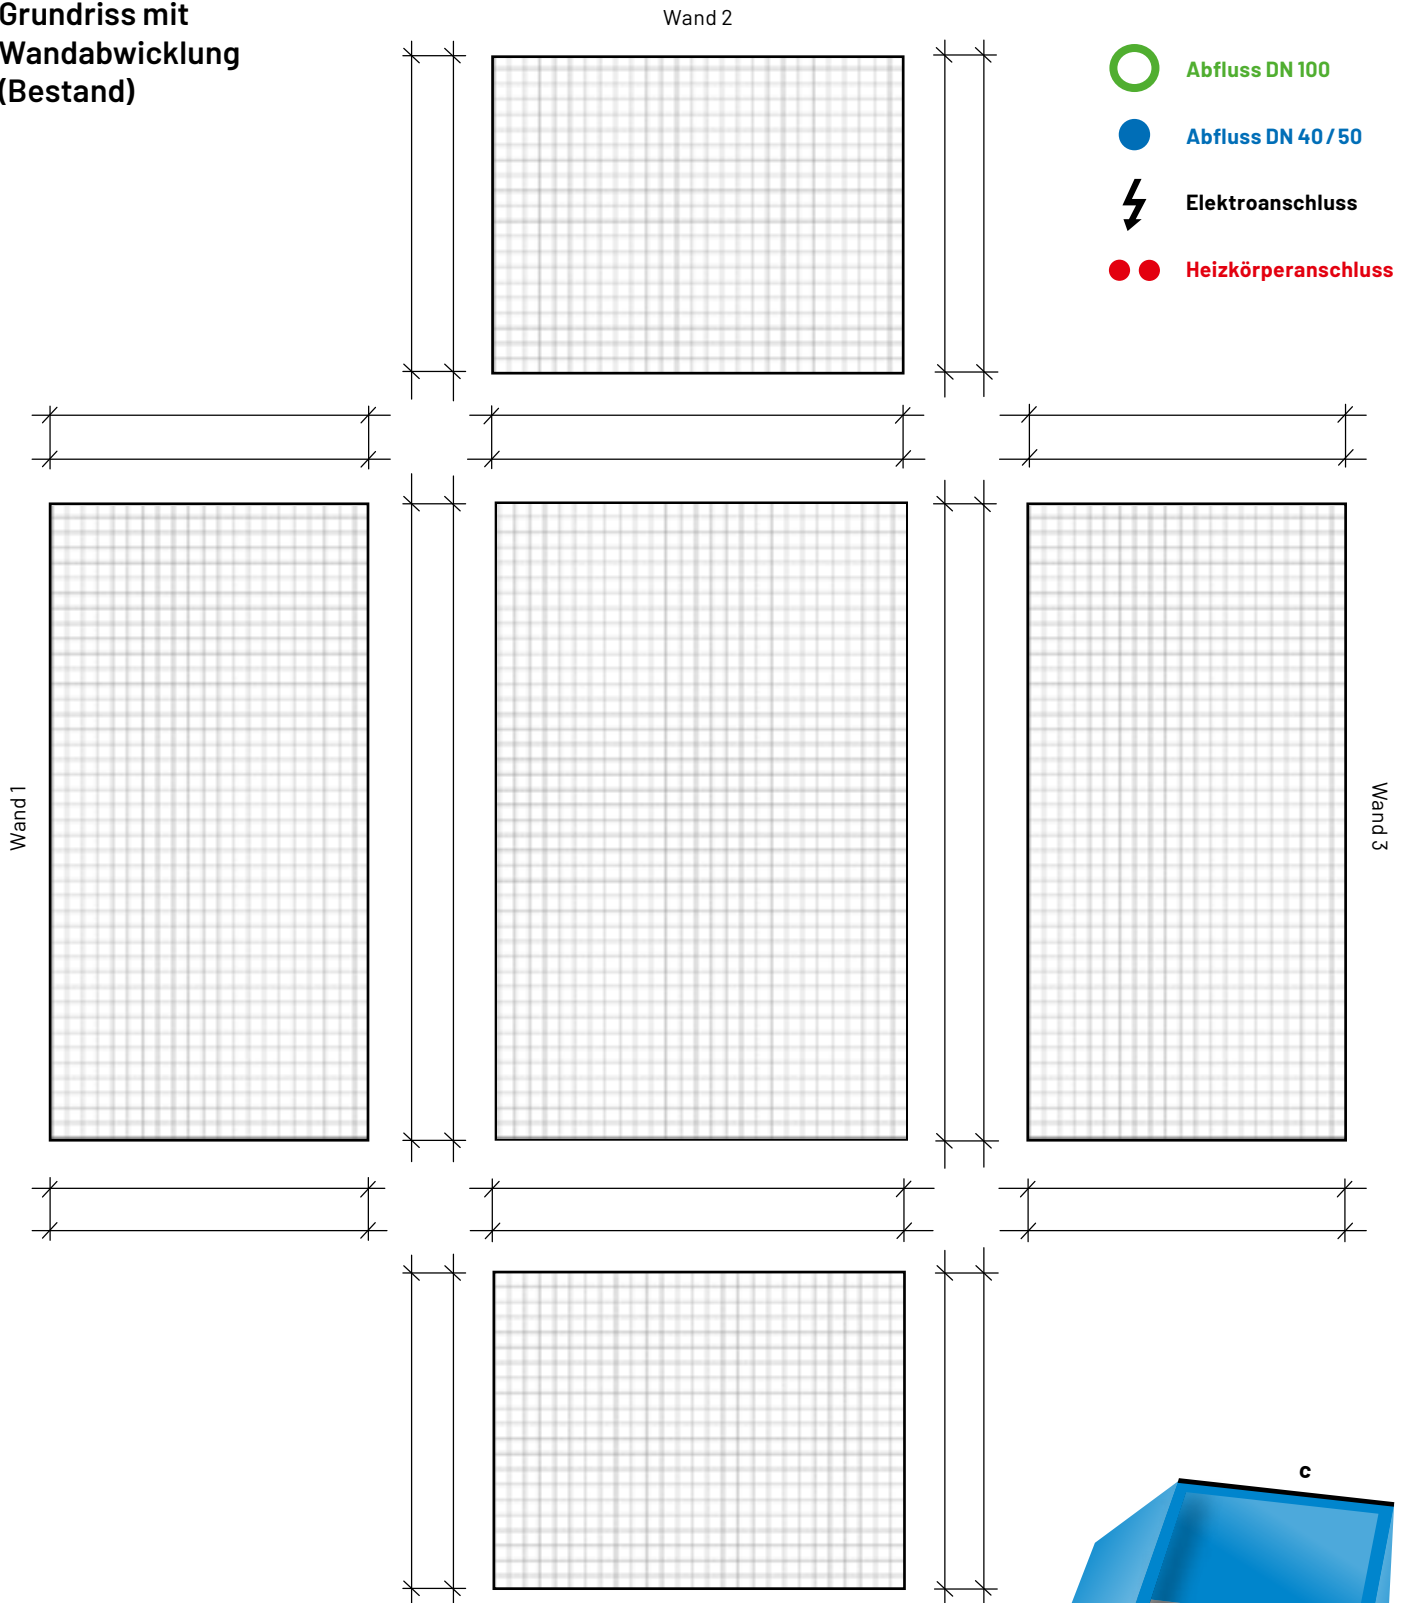 Grundriss mit
Wandabwicklung
(Bestand)
Wand 2
Abfluss DN 100
Abfluss DN 40/50
Elektroanschluss
Heizkörperanschluss
Wand 1
Wand 3
c